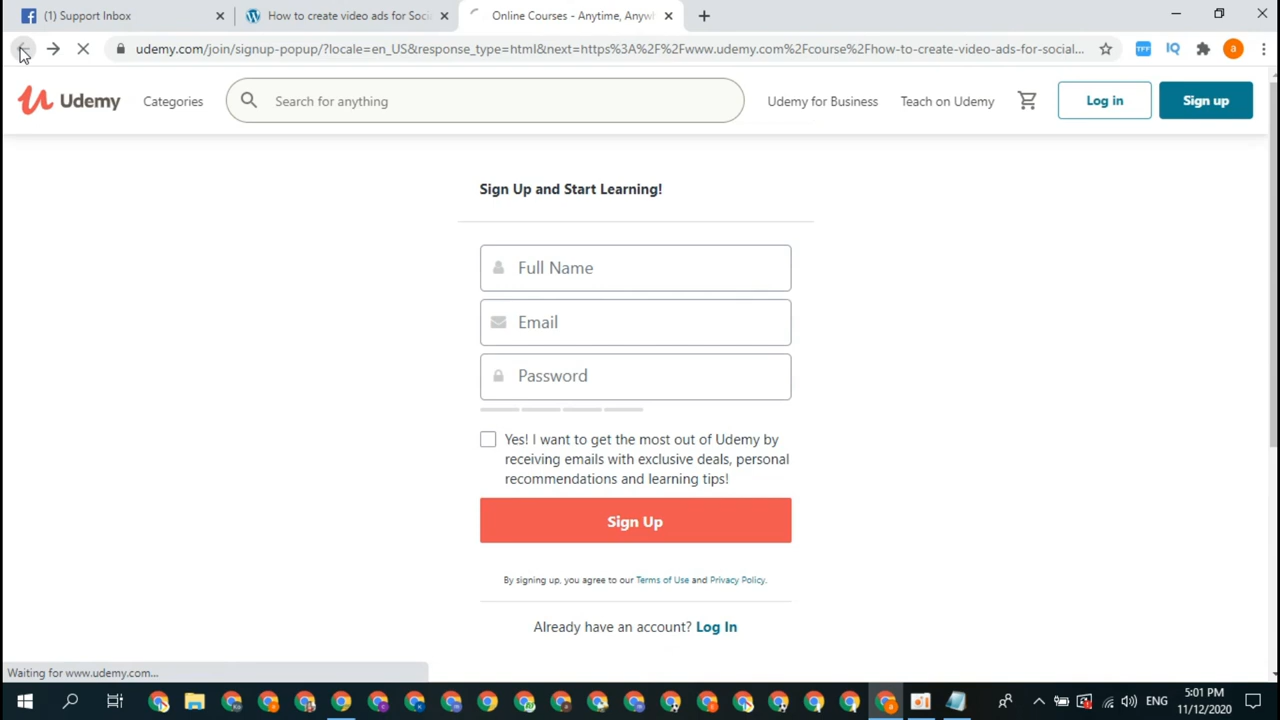 (1) Support Inbox
How to create video ads for Soci
Online Courses - Anytime, Anyw
udemy.com/join/signup-popup/?locale=en_US&response_type=html&next=https%3A%2F%2Fwww.udemy.com%2Fcourse%2Fhow-to-create-video-ads-for-social...
TFF
IQ
a
Udemy
Categories
Search for anything
Udemy for Business
Teach on Udemy
Log in
Sign up
Sign Up and Start Learning!
Full Name
Email
Password
Yes! I want to get the most out of Udemy by
receiving emails with exclusive deals, personal
recommendations and learning tips!
Sign Up
By signing up, you agree to our Terms of Use and Privacy Policy.
Already have an account? Log In
Waiting for www.udemy.com...
ENG
5:01 PM
11/12/2020